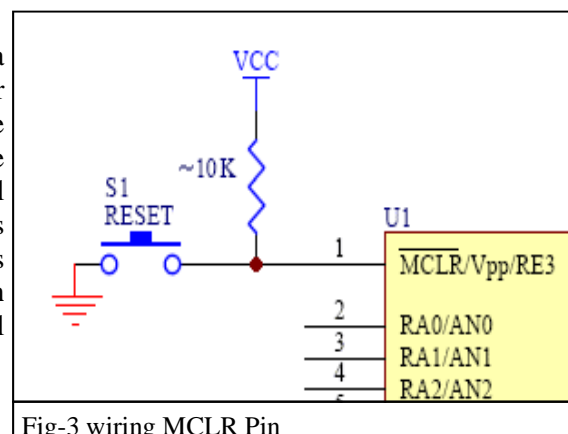 VCC
~10K
S1
RESET
U1
1
MCLR/Vpp/RE3
2
RA0/AN0
3
RA1/AN1
4
RA2/AN2
Fig-3 wiring MCLR Pin